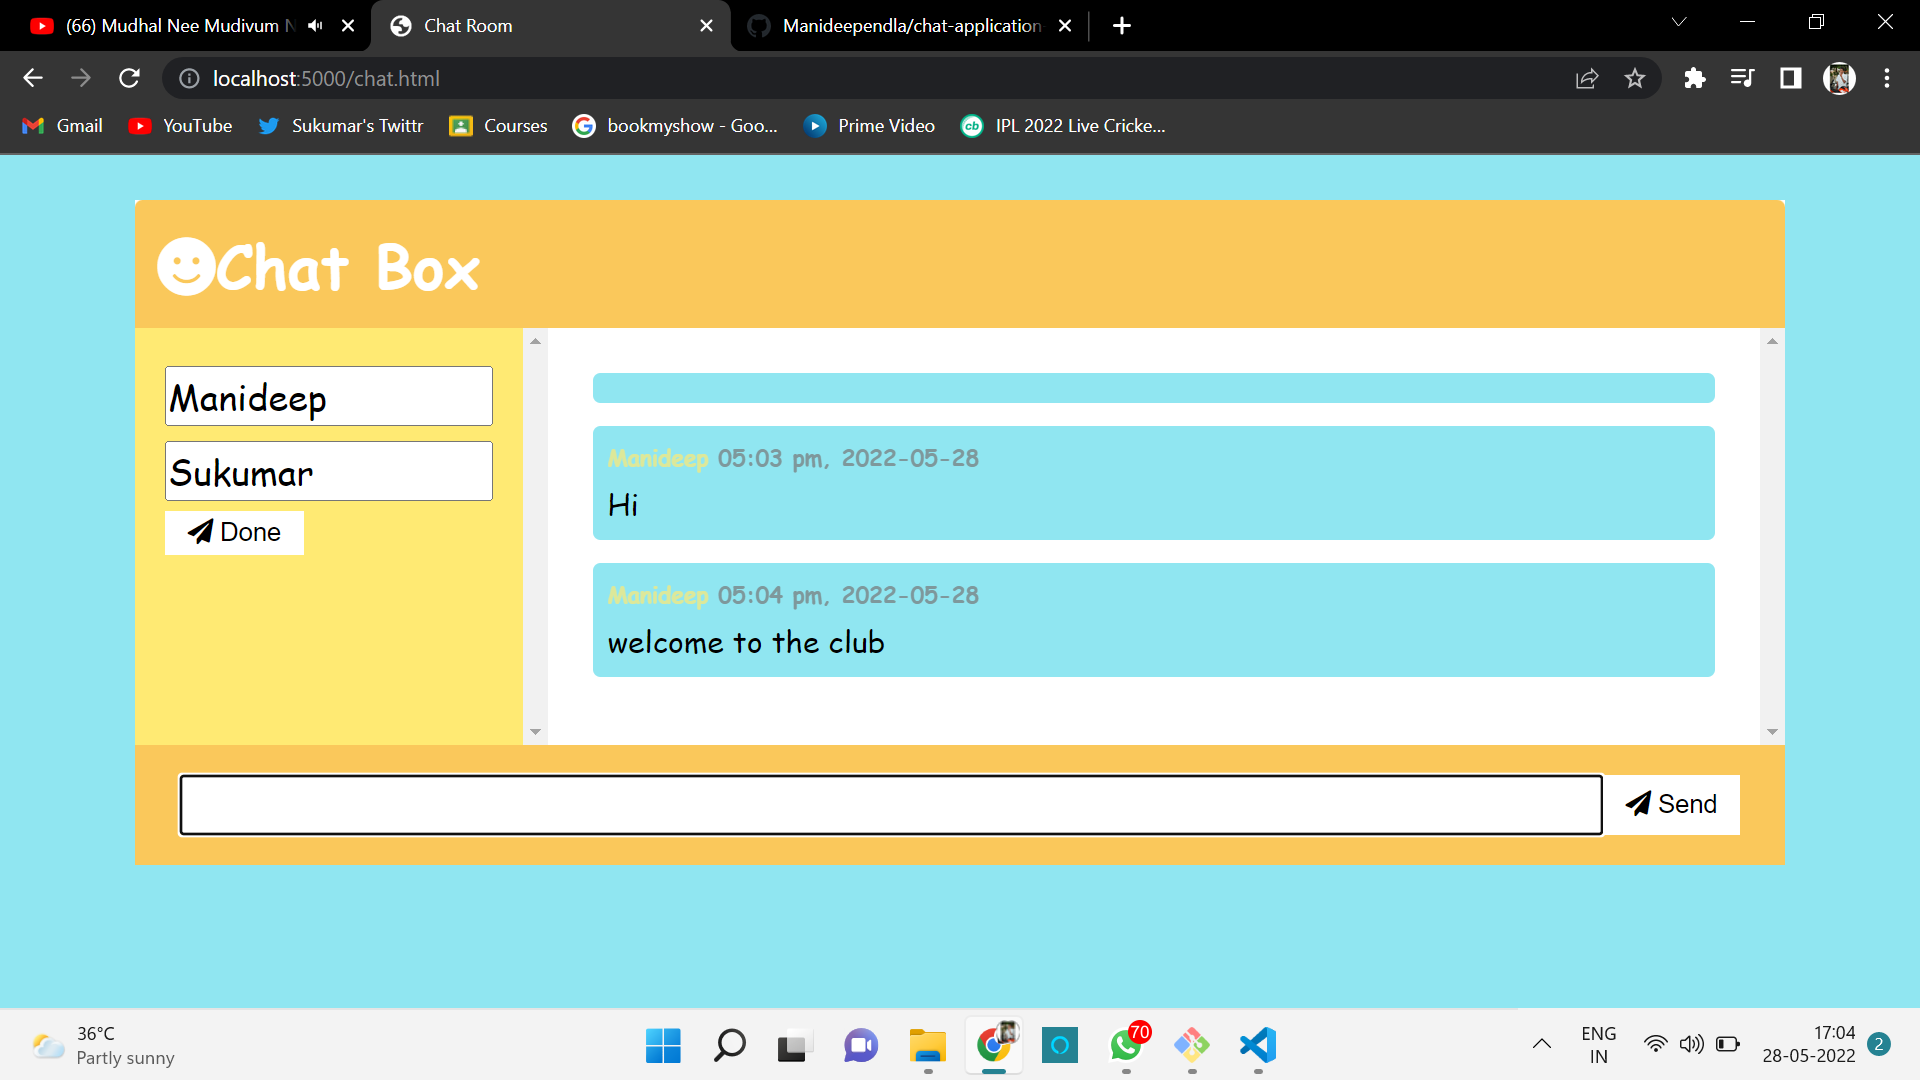 (66) Mudhal Nee Mudivum
Chat Room
Manideependla/chat-application
localhost:5000/chat.html
Gmail
YouTube
Sukumar's Twittr
Courses
bookmyshow - Goo...
Prime Video
cb
IPL 2022 Live Cricke...
Chat Box
Manideep
Sukumar
Done
Manideep 05:03 pm, 2022-05-28
Hi
Manideep 05:04 pm, 2022-05-28
welcome to the club
Send
36°C
Partly sunny
70
ENG
IN
17:04
28-05-2022
2